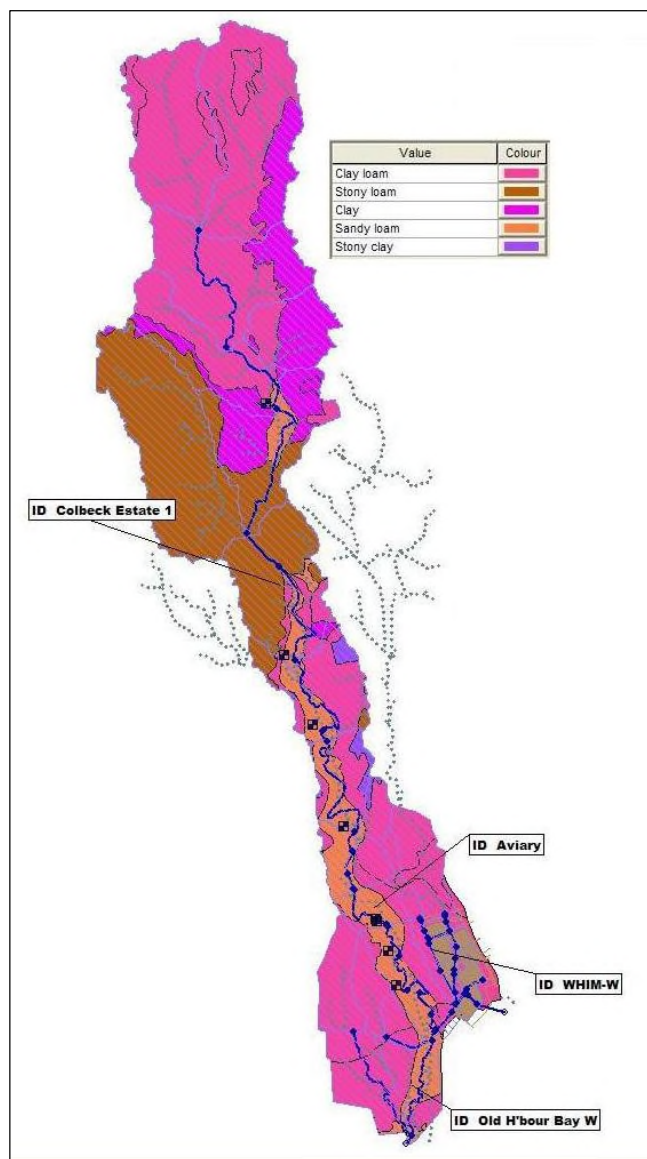 Value Colour
Clay loam
Stony loam
Clay
Sandy loam
Stony clay
ID Colbeck Estate 1
ID Aviary
ID WHIM-W
ID Old H'bour Bay W